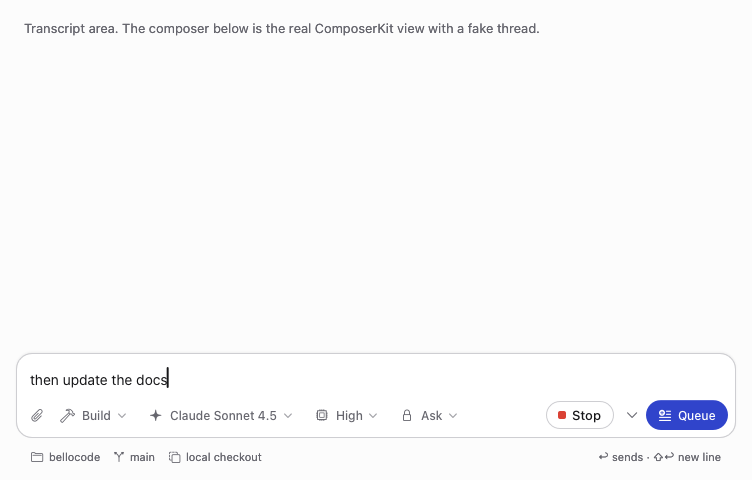 Transcript area. The composer below is the real ComposerKit view with a fake thread.
then update the docs
Build Claude Sonnet 4.5 High Ask Stop Queue
bellocode main local checkout ↩ sends · ⇧↩ new line